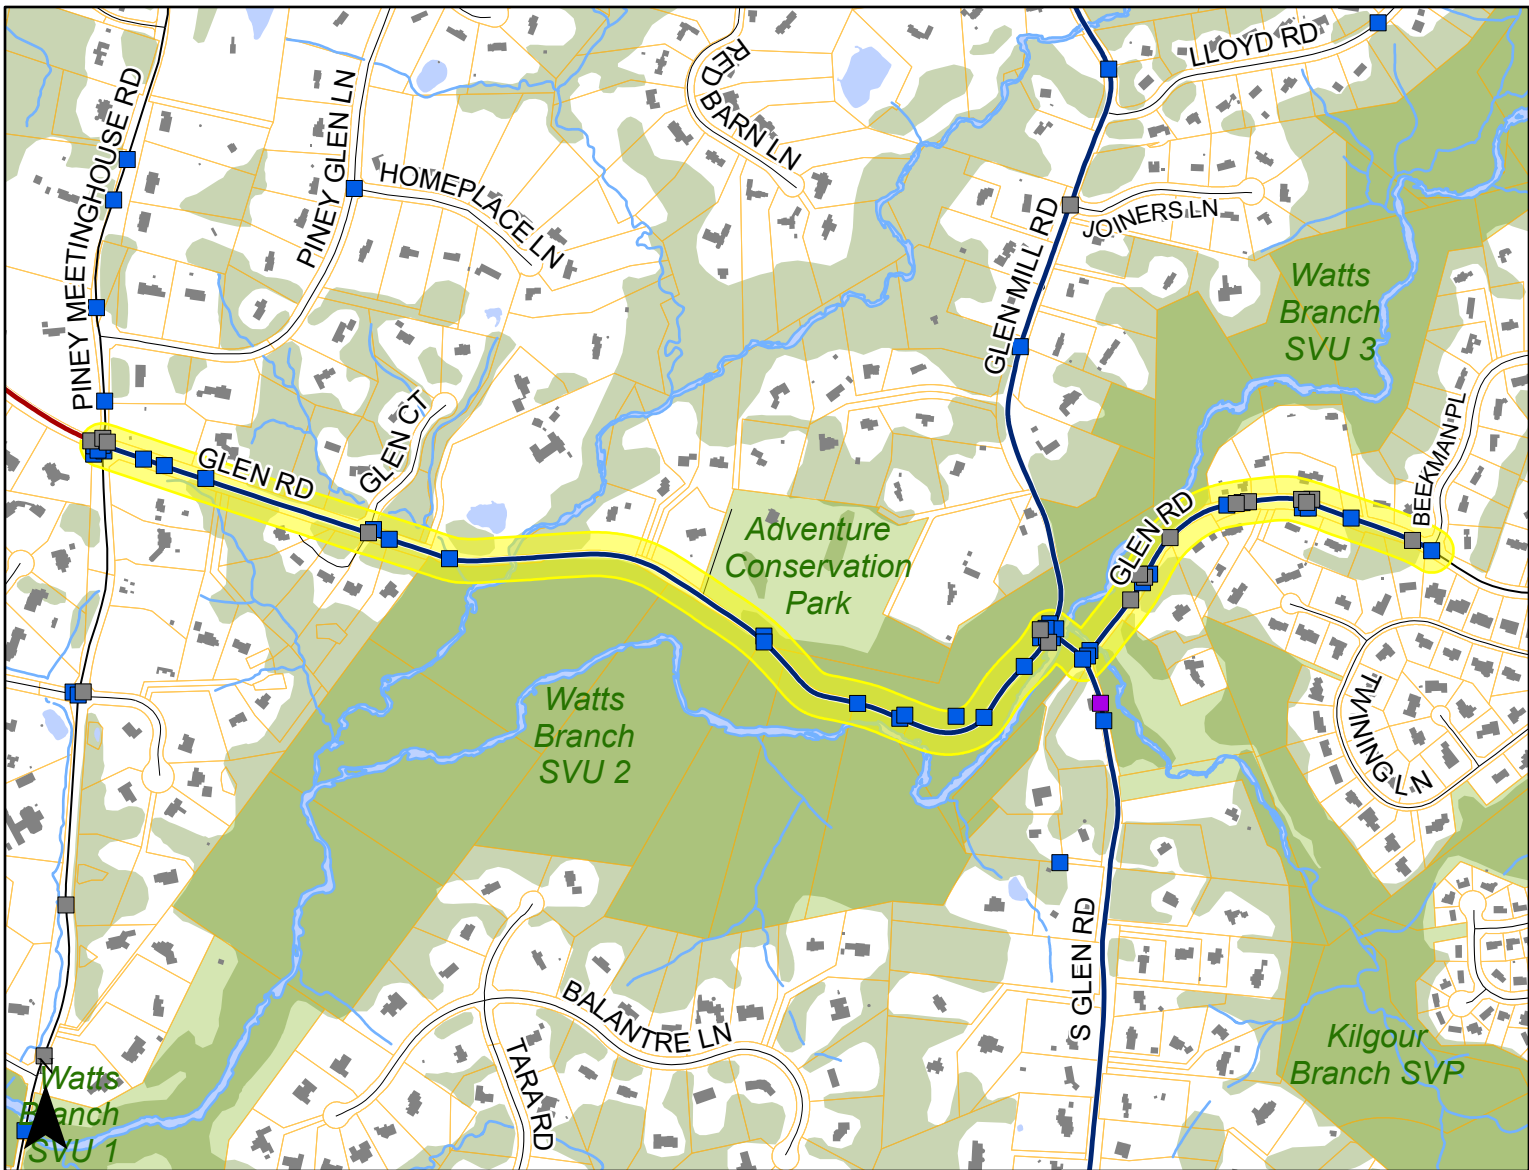 LLOYD RD
RED BARN LN
PINEY MEETINGHOUSE RD
PINEY GLEN LN
HOMEPLACE LN
GLEN MILL RD
JOINERS LN
Watts
Branch
SVU 3
GLEN CT
BEEKMAN PL
GLEN RD
GLEN RD
Adventure
Conservation
Park
Watts
Branch
SVU 2
TWINING LN
S GLEN RD
BALANTRE LN
TARA RD
Kilgour
Branch SVP
N
Watts
Branch
SVU 1